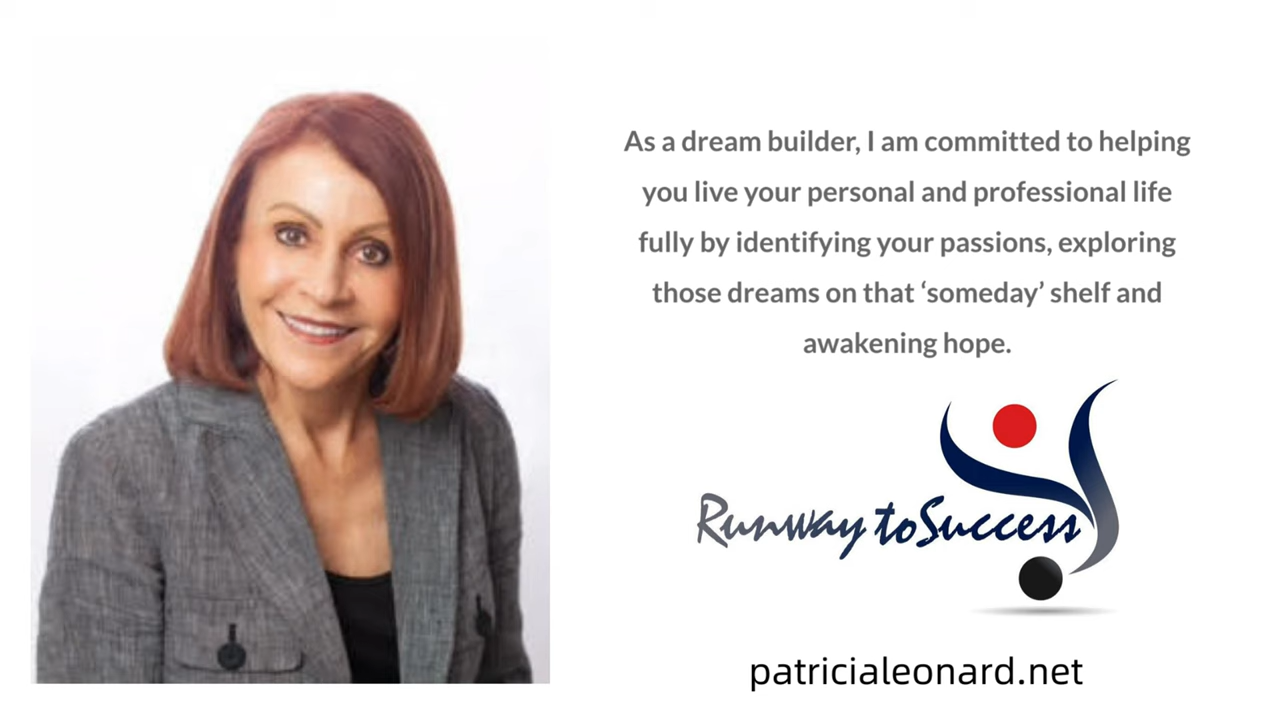 As a dream builder, I am committed to helping
you live your personal and professional life
fully by identifying your passions, exploring
those dreams on that ‘someday’ shelf and
awakening hope.
Runway to Success
patricialeonard.net